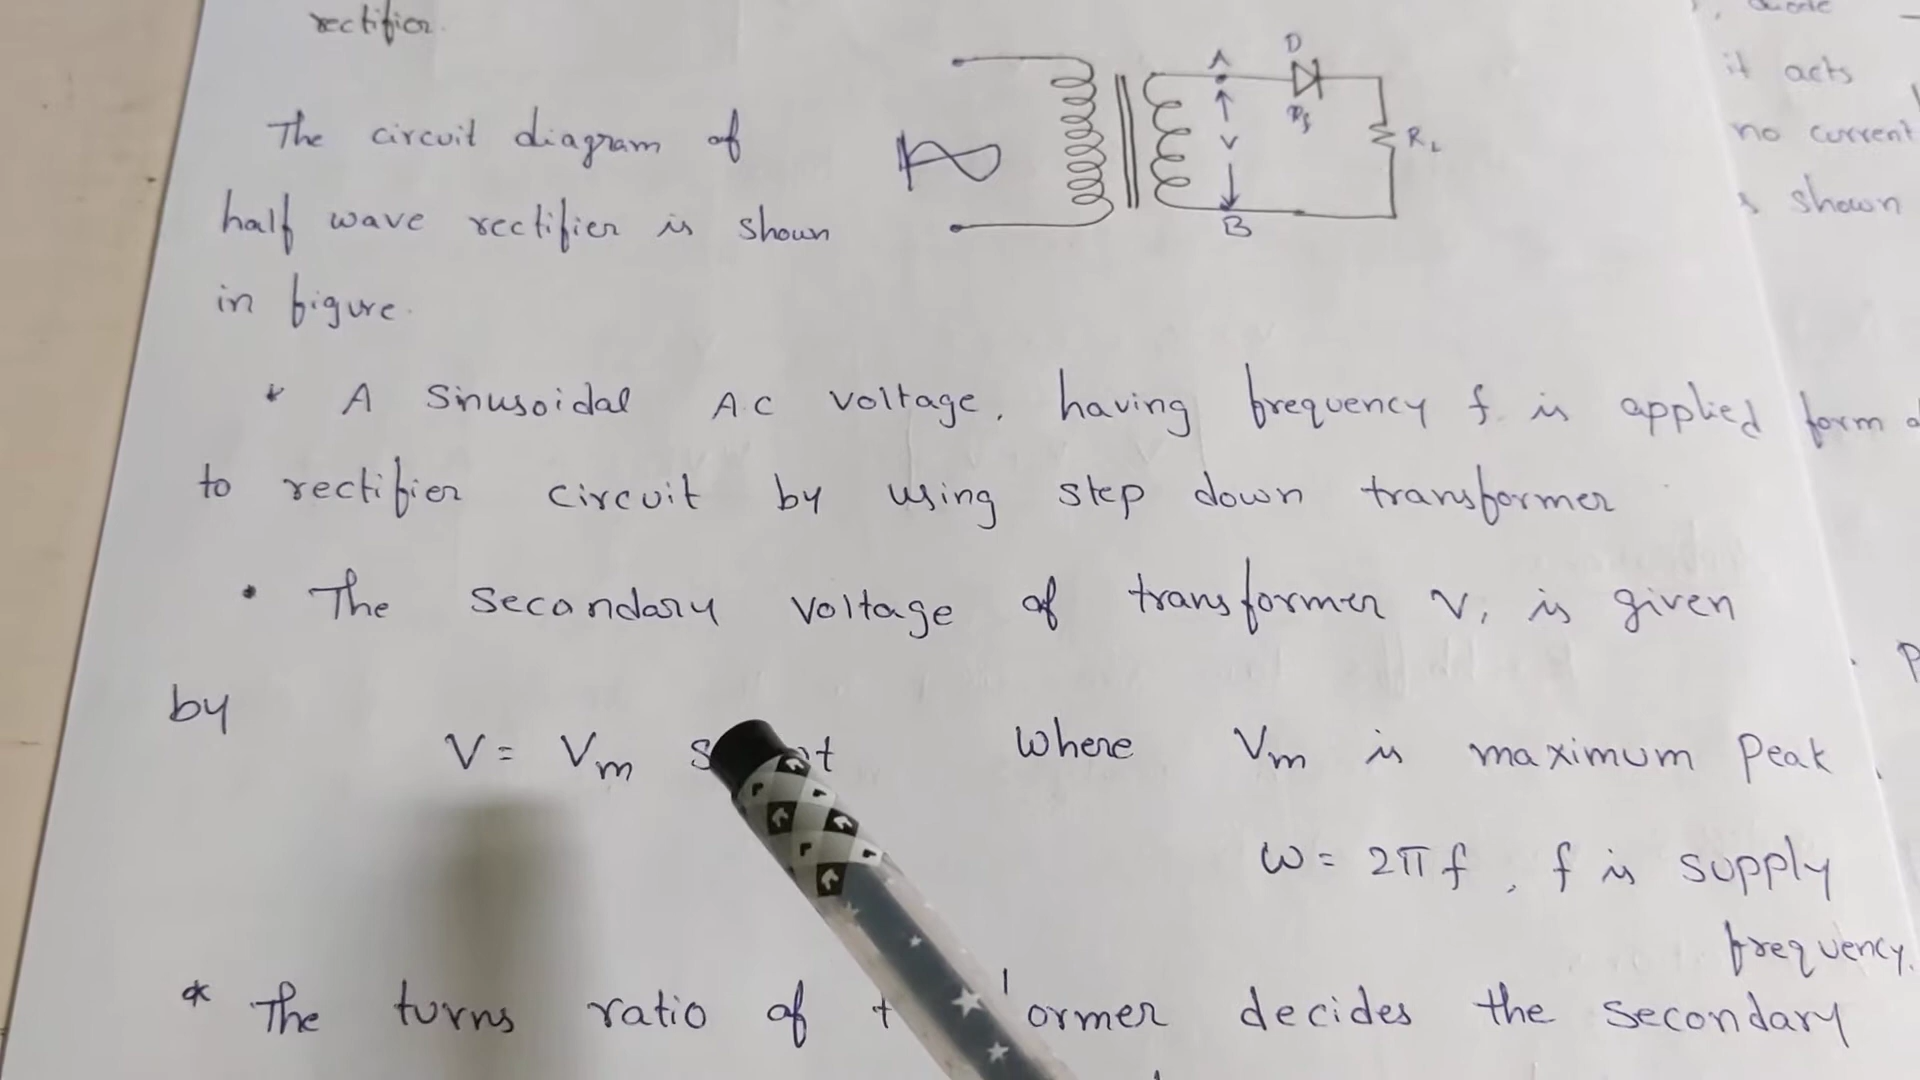 rectifier.
A D
The circuit diagram of
V R_L
half wave rectifier is shown
B
in figure.
* A Sinusoidal A.C voltage, having frequency f is applied
to rectifier circuit by using step down transformer
• The Secondary voltage of transformer V, is given
by
V = Vm Where Vm is maximum Peak
ω = 2πf, f is supply
frequency.
* The turns ratio of decides the Secondary
it acts
no current
shown
form